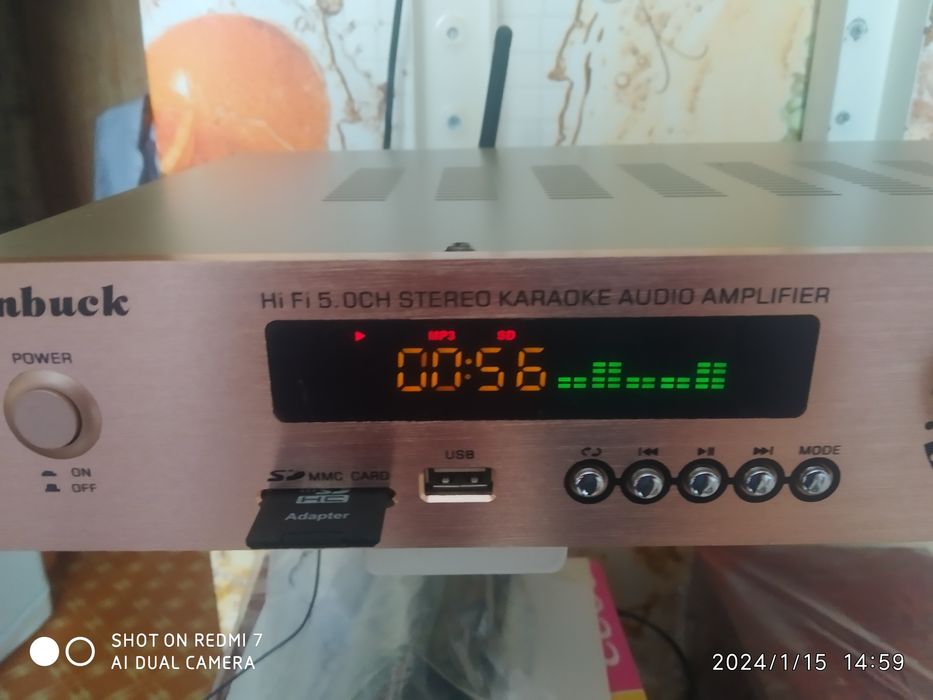 nbuck
Hi Fi 5.0CH STEREO KARAOKE AUDIO AMPLIFIER
POWER
MP3 SD
00:56
ON
OFF
SD MMC CARD
USB
MODE
SD
HC
Adapter
SHOT ON REDMI 7
AI DUAL CAMERA
2024/1/15 14:59